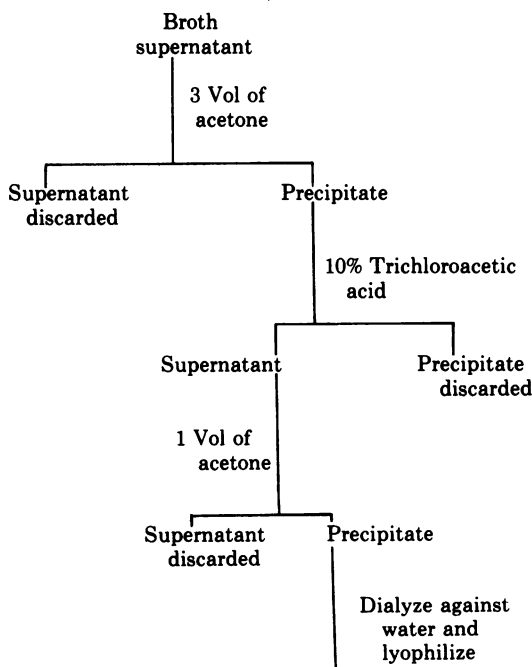 Broth
supernatant
3 Vol of
acetone
Supernatant
discarded
Precipitate
10% Trichloroacetic
acid
Supernatant
Precipitate
discarded
1 Vol of
acetone
Supernatant
discarded
Precipitate
Dialyze against
water and
lyophilize